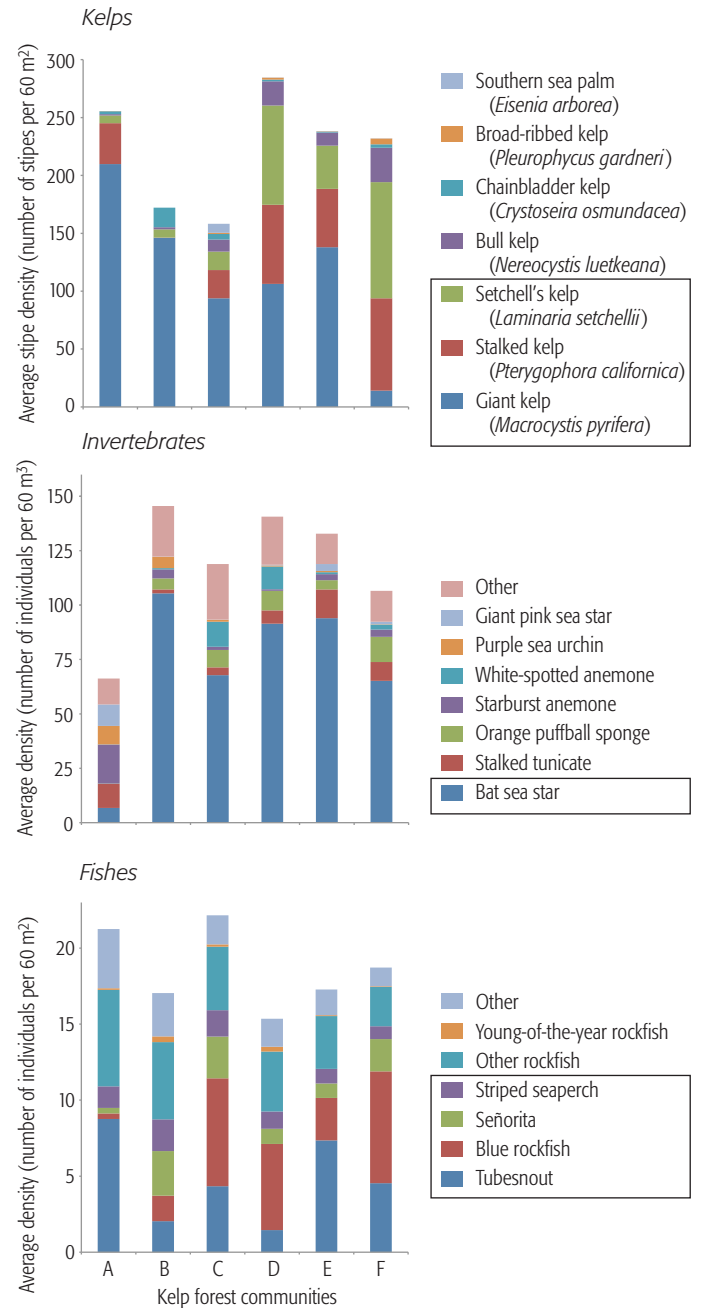 Kelps
Average stipe density (number of stipes per 60 m²)
300
250
200
150
100
50
0
Southern sea palm
(Eisenia arborea)
Broad-ribbed kelp
(Pleurophycus gardneri)
Chainbladder kelp
(Crystoseira osmundacea)
Bull kelp
(Nereocystis luetkeana)
Setchell's kelp
(Laminaria setchellii)
Stalked kelp
(Pterygophora californica)
Giant kelp
(Macrocystis pyrifera)
Invertebrates
Average density (number of individuals per 60 m³)
150
125
100
75
50
25
0
Other
Giant pink sea star
Purple sea urchin
White-spotted anemone
Starburst anemone
Orange puffball sponge
Stalked tunicate
Bat sea star
Fishes
Average density (number of individuals per 60 m²)
20
15
10
5
0
Other
Young-of-the-year rockfish
Other rockfish
Striped seaperch
Señorita
Blue rockfish
Tubesnout
A B C D E F
Kelp forest communities